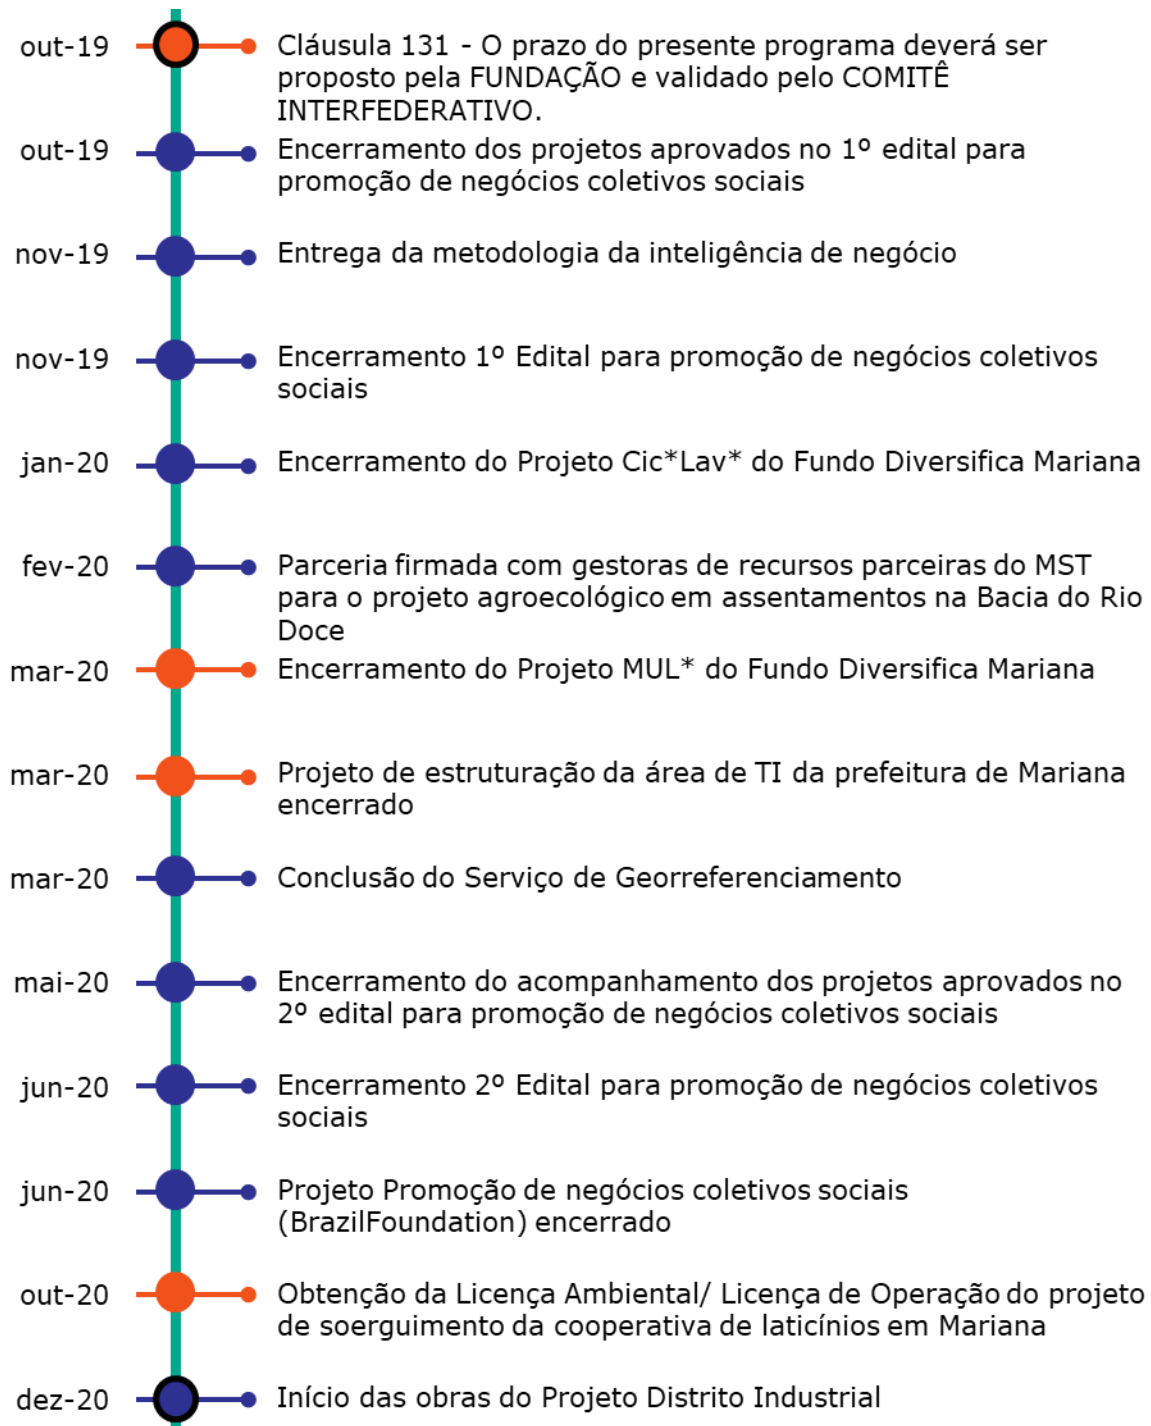 out-19
Cláusula 131 - O prazo do presente programa deverá ser
proposto pela FUNDAÇÃO e validado pelo COMITÊ
INTERFEDERATIVO.
out-19
Encerramento dos projetos aprovados no 1º edital para
promoção de negócios coletivos sociais
nov-19
Entrega da metodologia da inteligência de negócio
nov-19
Encerramento 1º Edital para promoção de negócios coletivos
sociais
jan-20
Encerramento do Projeto Cic*Lav* do Fundo Diversifica Mariana
fev-20
Parceria firmada com gestoras de recursos parceiras do MST
para o projeto agroecológico em assentamentos na Bacia do Rio
Doce
mar-20
Encerramento do Projeto MUL* do Fundo Diversifica Mariana
mar-20
Projeto de estruturação da área de TI da prefeitura de Mariana
encerrado
mar-20
Conclusão do Serviço de Georreferenciamento
mai-20
Encerramento do acompanhamento dos projetos aprovados no
2º edital para promoção de negócios coletivos sociais
jun-20
Encerramento 2º Edital para promoção de negócios coletivos
sociais
jun-20
Projeto Promoção de negócios coletivos sociais
(BrazilFoundation) encerrado
out-20
Obtenção da Licença Ambiental/ Licença de Operação do projeto
de soerguimento da cooperativa de laticínios em Mariana
dez-20
Início das obras do Projeto Distrito Industrial